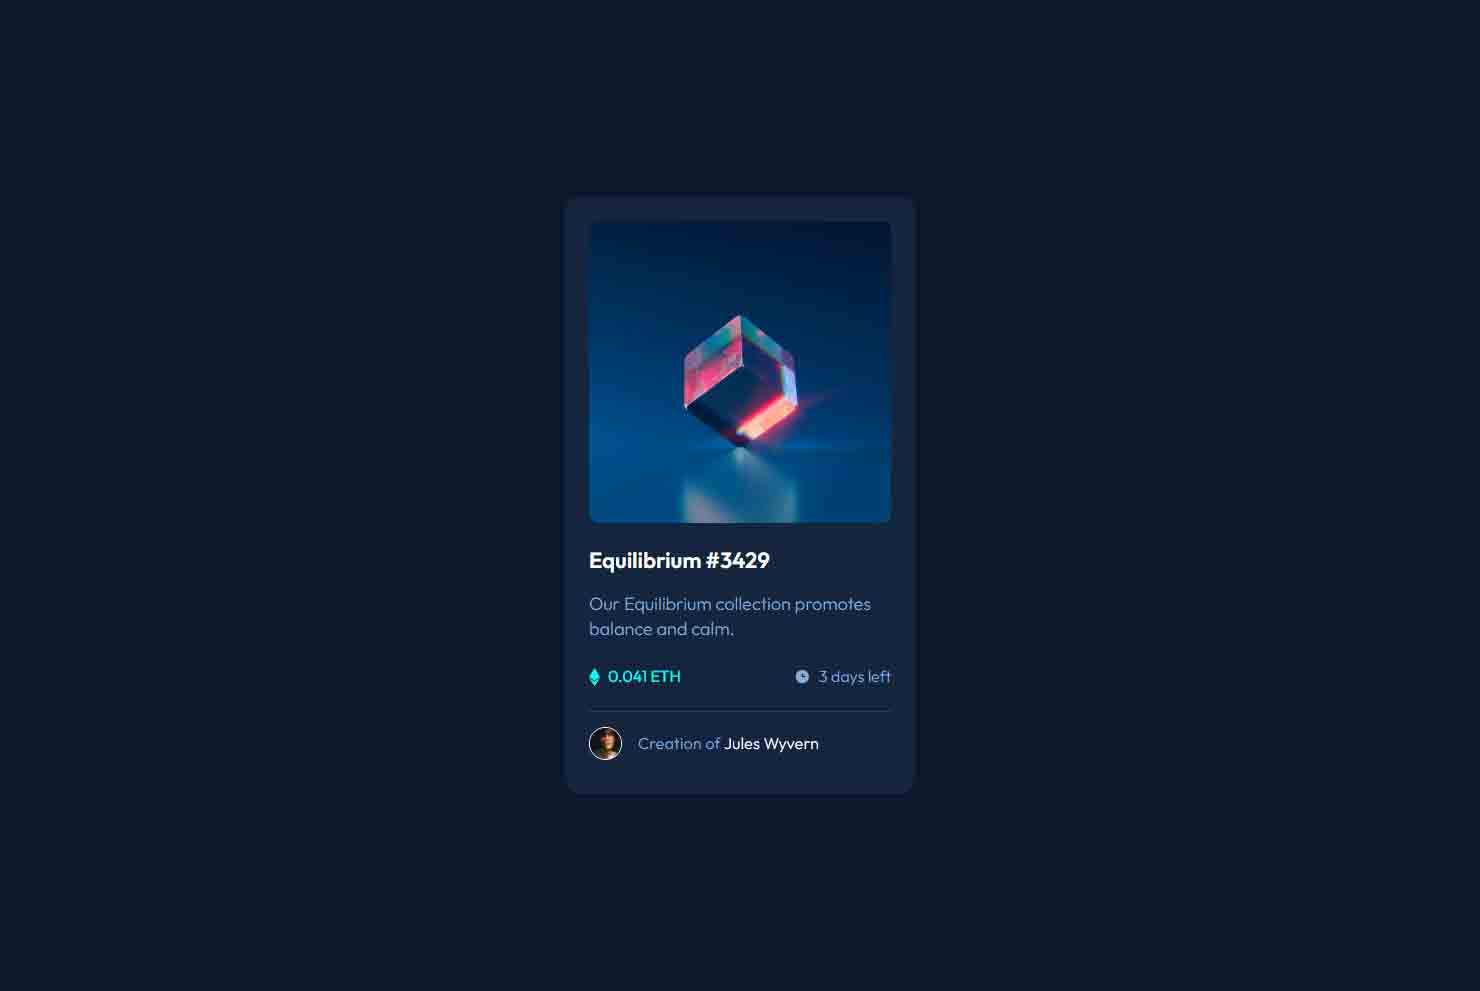 Equilibrium #3429
Our Equilibrium collection promotes
balance and calm.
0.041 ETH
3 days left
Creation of Jules Wyvern